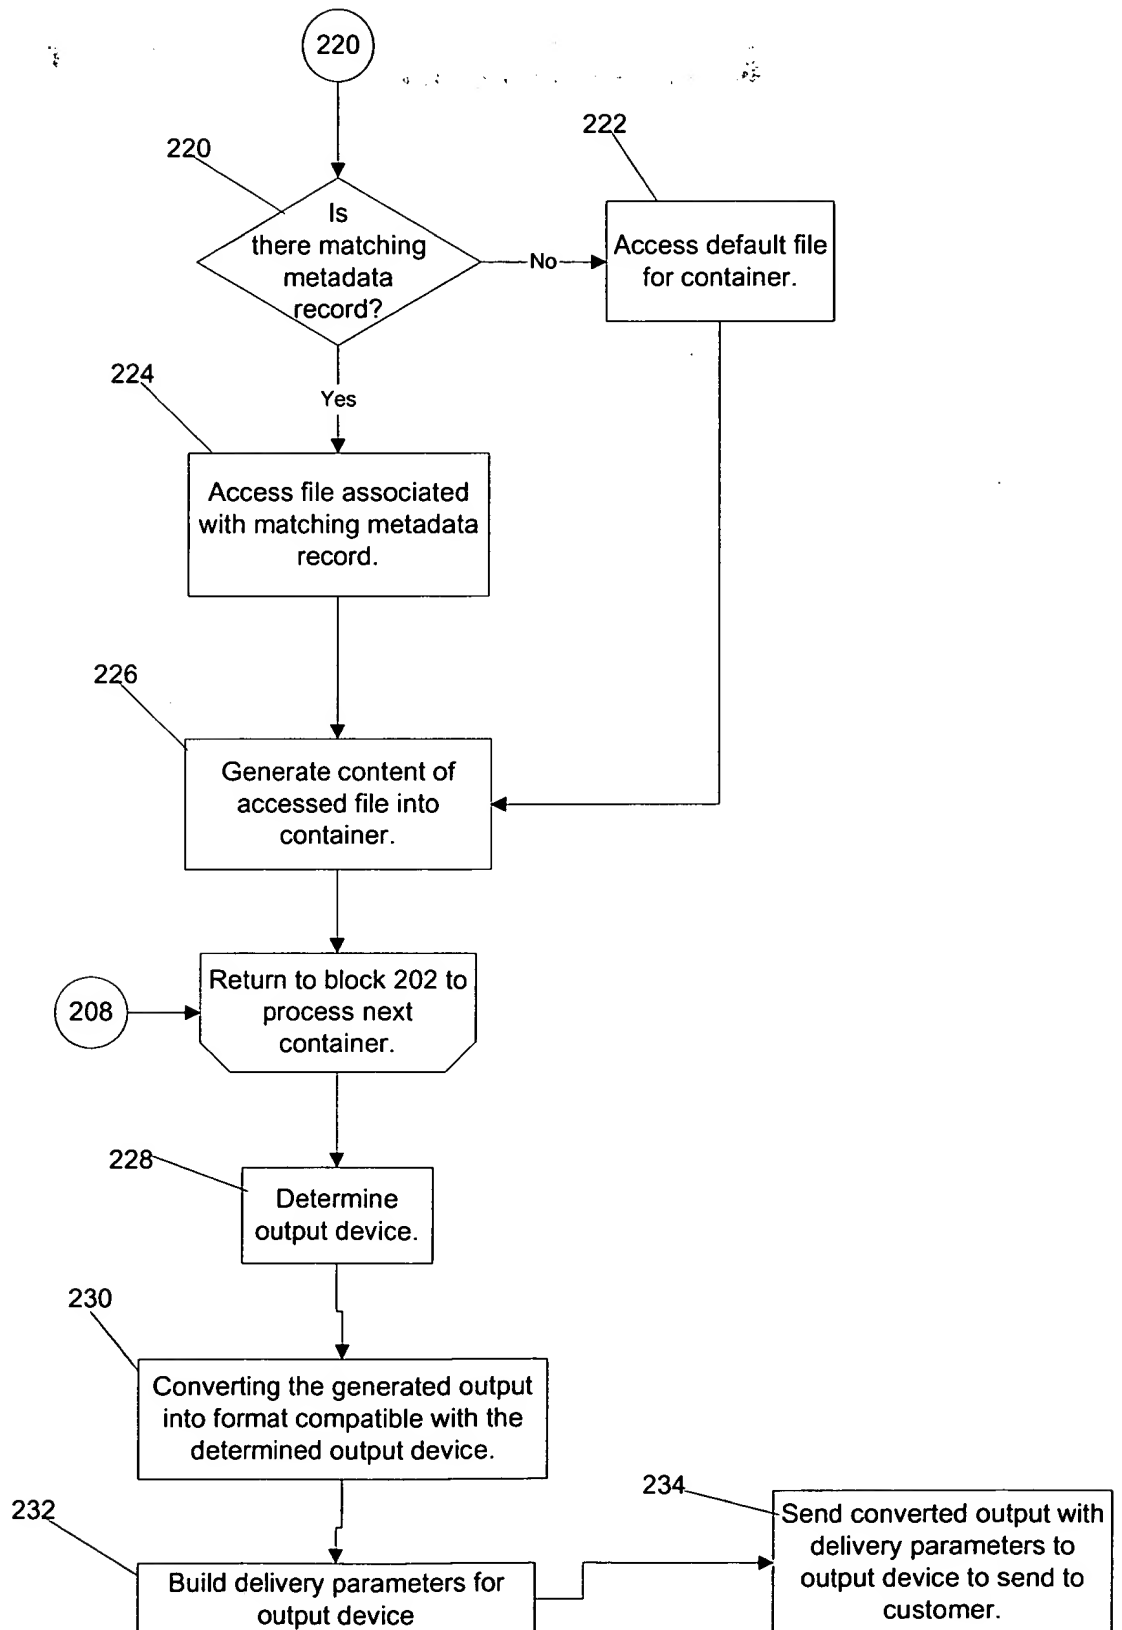 220
220
222
Is
there matching
metadata
record?
No
Access default file
for container.
Yes
224
Access file associated
with matching metadata
record.
226
Generate content of
accessed file into
container.
208
Return to block 202 to
process next
container.
228
Determine
output device.
230
Converting the generated output
into format compatible with the
determined output device.
232
Build delivery parameters for
output device
234
Send converted output with
delivery parameters to
output device to send to
customer.